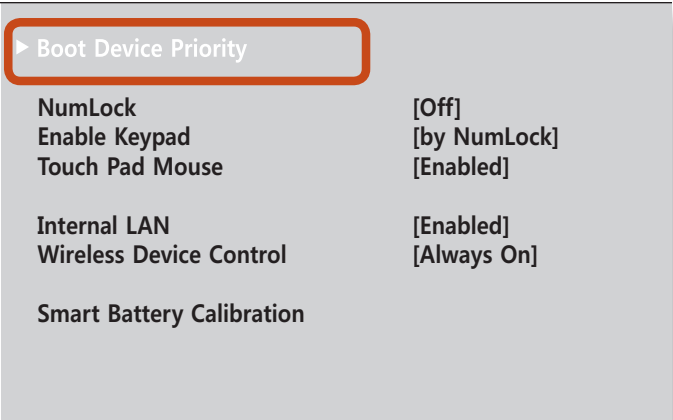 Boot Device Priority
NumLock [Off]
Enable Keypad [by NumLock]
Touch Pad Mouse [Enabled]
Internal LAN [Enabled]
Wireless Device Control [Always On]
Smart Battery Calibration